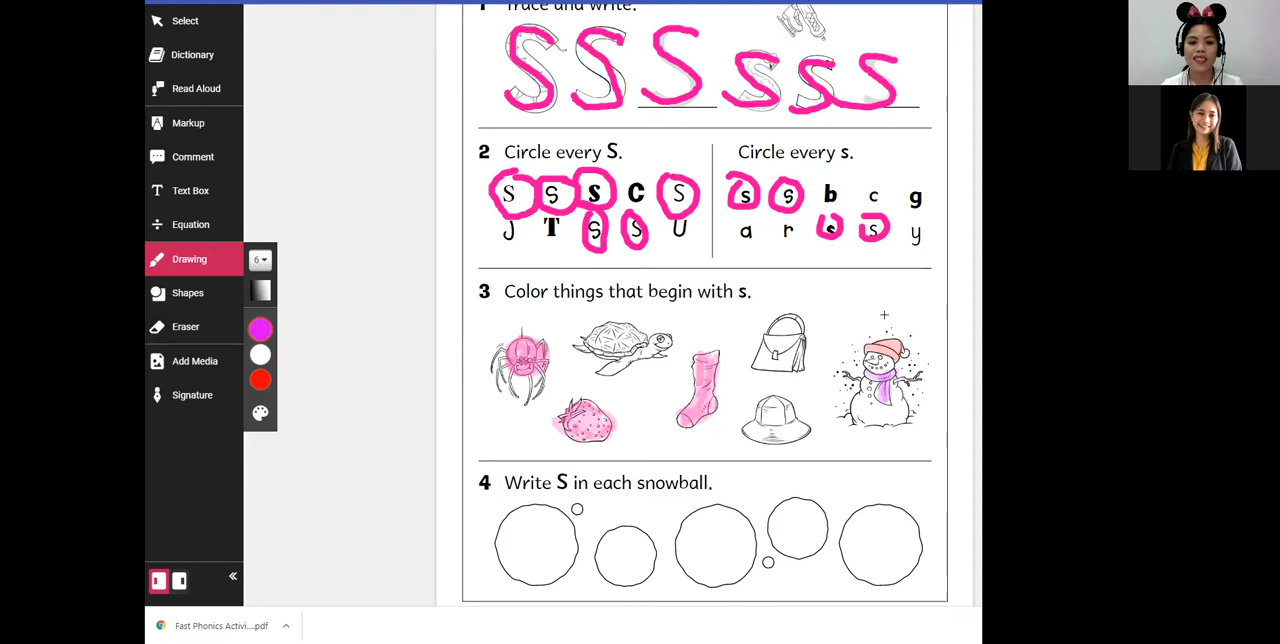 Select
Dictionary
Read Aloud
Markup
Comment
Text Box
Equation
Drawing
6
Shapes
Eraser
Add Media
Signature
«
1 Trace and write.
S S S s s s
2 Circle every S.
S S S C S
J T S S U
Circle every s.
s s b c g
a r s s y
3 Color things that begin with s.
4 Write S in each snowball.
Fast Phonics Activi....pdf